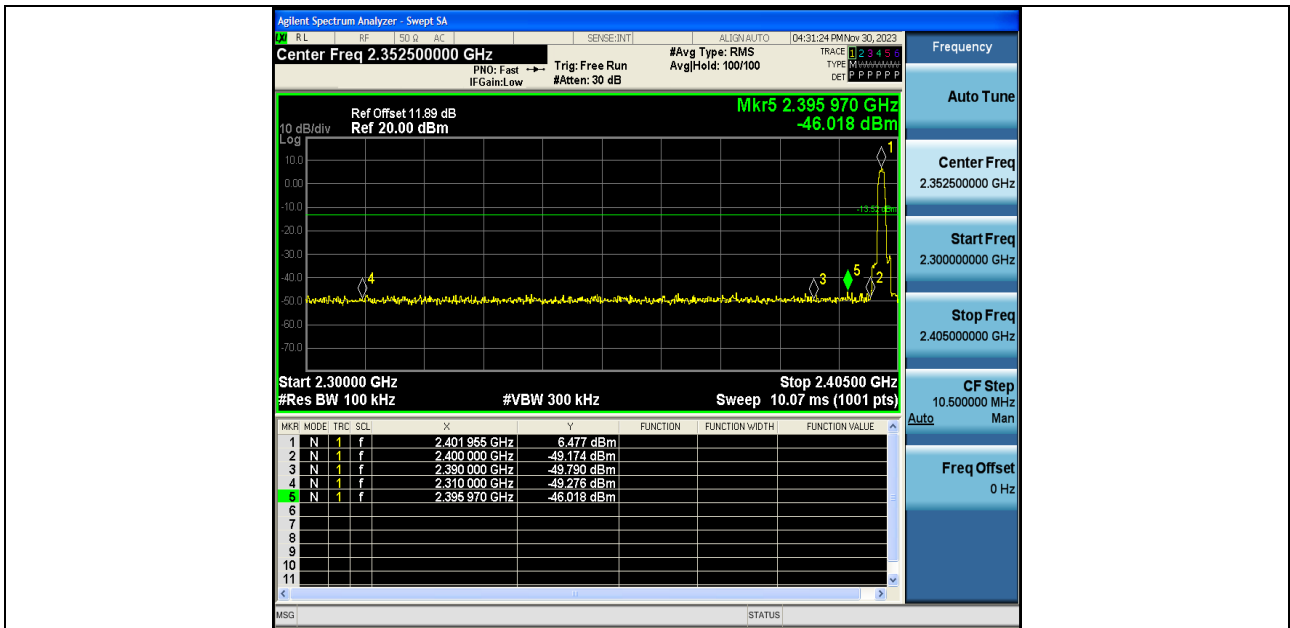 Agilent Spectrum Analyzer - Swept SA
RL RF 50 Ω AC SENSE:INT ALIGN AUTO 04:31:24 PM Nov 30, 2023
Center Freq 2.352500000 GHz
PNO: Fast
IFGain:Low
Trig: Free Run
#Atten: 30 dB
#Avg Type: RMS
Avg|Hold: 100/100
TRACE 1 2 3 4 5 6
TYPE M
DET P P P P P P
Ref Offset 11.89 dB
10 dB/div Ref 20.00 dBm
Log
Mkr5 2.395 970 GHz
-46.018 dBm
10.0
0.00
-10.0
-20.0
-30.0
-40.0
-50.0
-60.0
-70.0
1
-13.52 dBm
4
3
5
2
Start 2.30000 GHz Stop 2.40500 GHz
#Res BW 100 kHz #VBW 300 kHz Sweep 10.07 ms (1001 pts)
MKR MODE TRC SCL X Y FUNCTION FUNCTION WIDTH FUNCTION VALUE
1 N 1 f 2.401 955 GHz 6.477 dBm
2 N 1 f 2.400 000 GHz -49.174 dBm
3 N 1 f 2.390 000 GHz -49.790 dBm
4 N 1 f 2.310 000 GHz -49.276 dBm
5 N 1 f 2.395 970 GHz -46.018 dBm
6
7
8
9
10
11
MSG STATUS
Frequency
Auto Tune
Center Freq
2.352500000 GHz
Start Freq
2.300000000 GHz
Stop Freq
2.405000000 GHz
CF Step
10.500000 MHz
Auto Man
Freq Offset
0 Hz